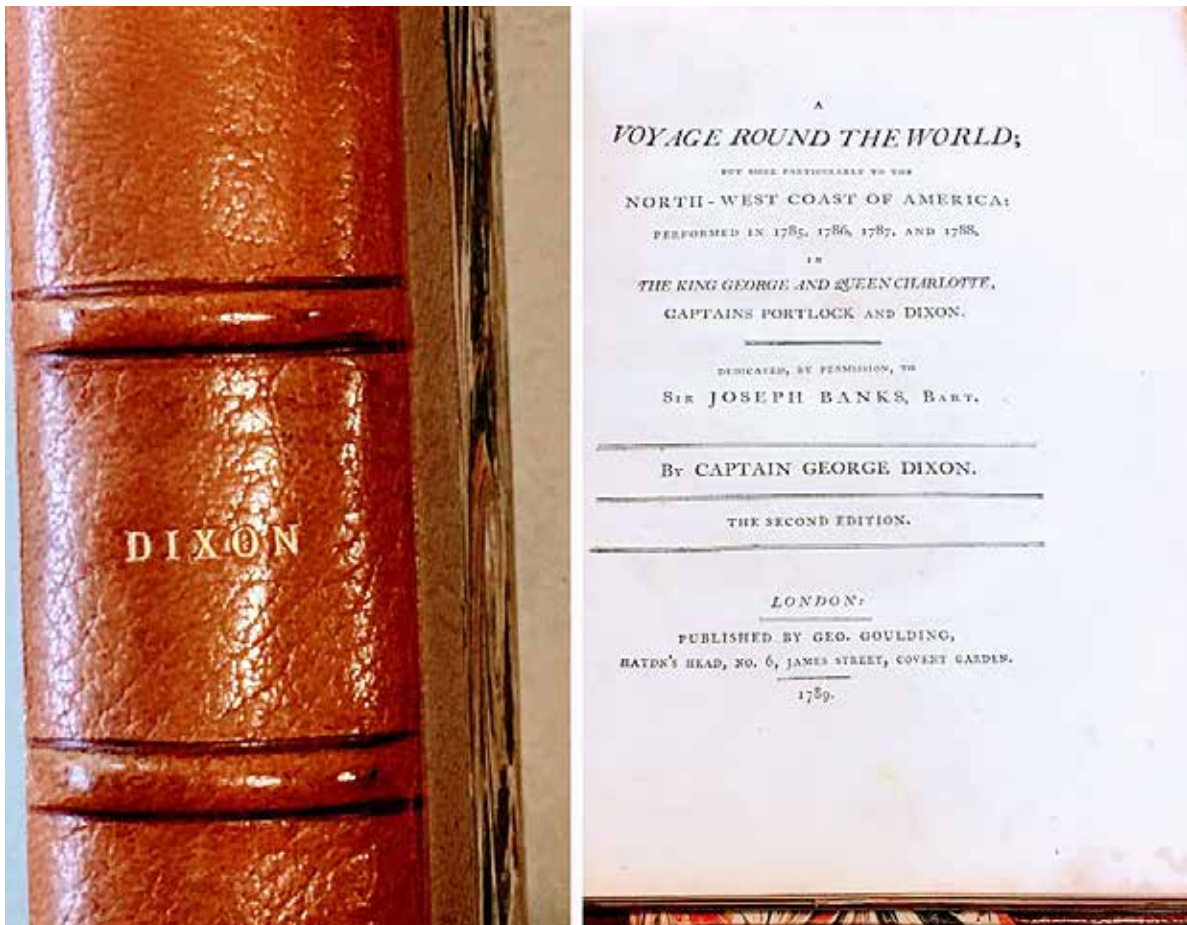 DIXON
A
VOYAGE ROUND THE WORLD;
BUT MORE PARTICULARLY TO THE
NORTH-WEST COAST OF AMERICA:
PERFORMED IN 1785, 1786, 1787, AND 1788,
IN
THE KING GEORGE AND QUEEN CHARLOTTE,
CAPTAINS PORTLOCK AND DIXON.
DEDICATED, BY PERMISSION, TO
SIR JOSEPH BANKS, BART.
BY CAPTAIN GEORGE DIXON.
THE SECOND EDITION.
LONDON:
PUBLISHED BY GEO. GOULDING,
HAYDN'S HEAD, NO. 6, JAMES STREET, COVENT GARDEN.
1789.